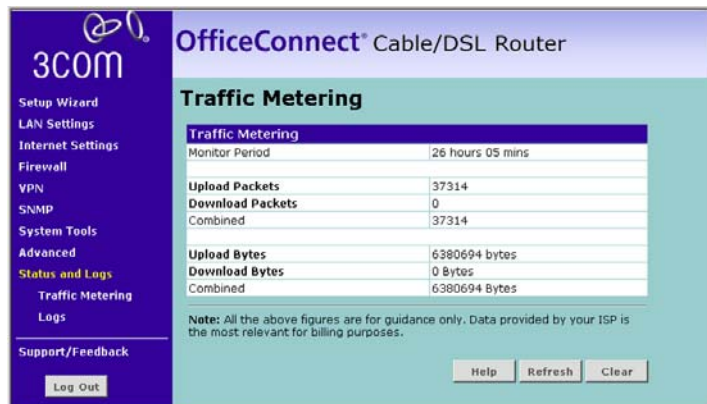 3COM
OfficeConnect® Cable/DSL Router
Setup Wizard
LAN Settings
Internet Settings
Firewall
VPN
SNMP
System Tools
Advanced
Status and Logs
Traffic Metering
Logs
Support/Feedback
Log Out
Traffic Metering
Traffic Metering
Monitor Period 26 hours 05 mins
Upload Packets 37314
Download Packets 0
Combined 37314
Upload Bytes 6380694 bytes
Download Bytes 0 Bytes
Combined 6380694 Bytes
Note: All the above figures are for guidance only. Data provided by your ISP is
the most relevant for billing purposes.
Help Refresh Clear